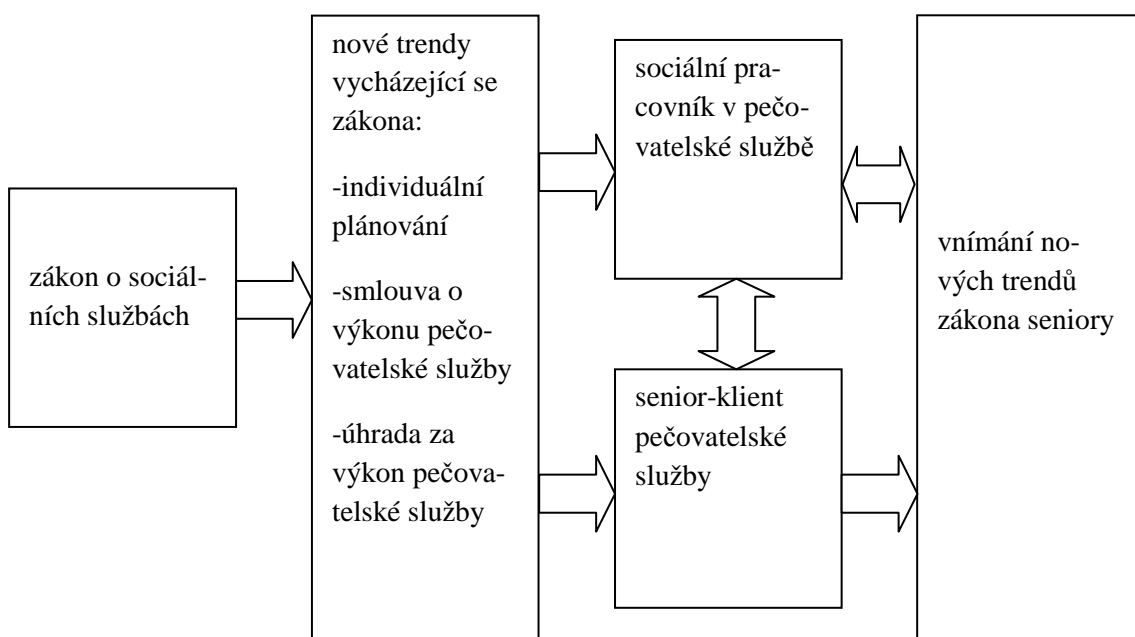 zákon o sociál-
ních službách
nové trendy
vycházející se
zákona:
-individuální
plánování
-smlouva o
výkonu pečo-
vatelské služby
-úhrada za
výkon pečova-
telské služby
sociální pra-
covník v pečo-
vatelské službě
senior-klient
pečovatelské
služby
vnímání no-
vých trendů
zákona seniory